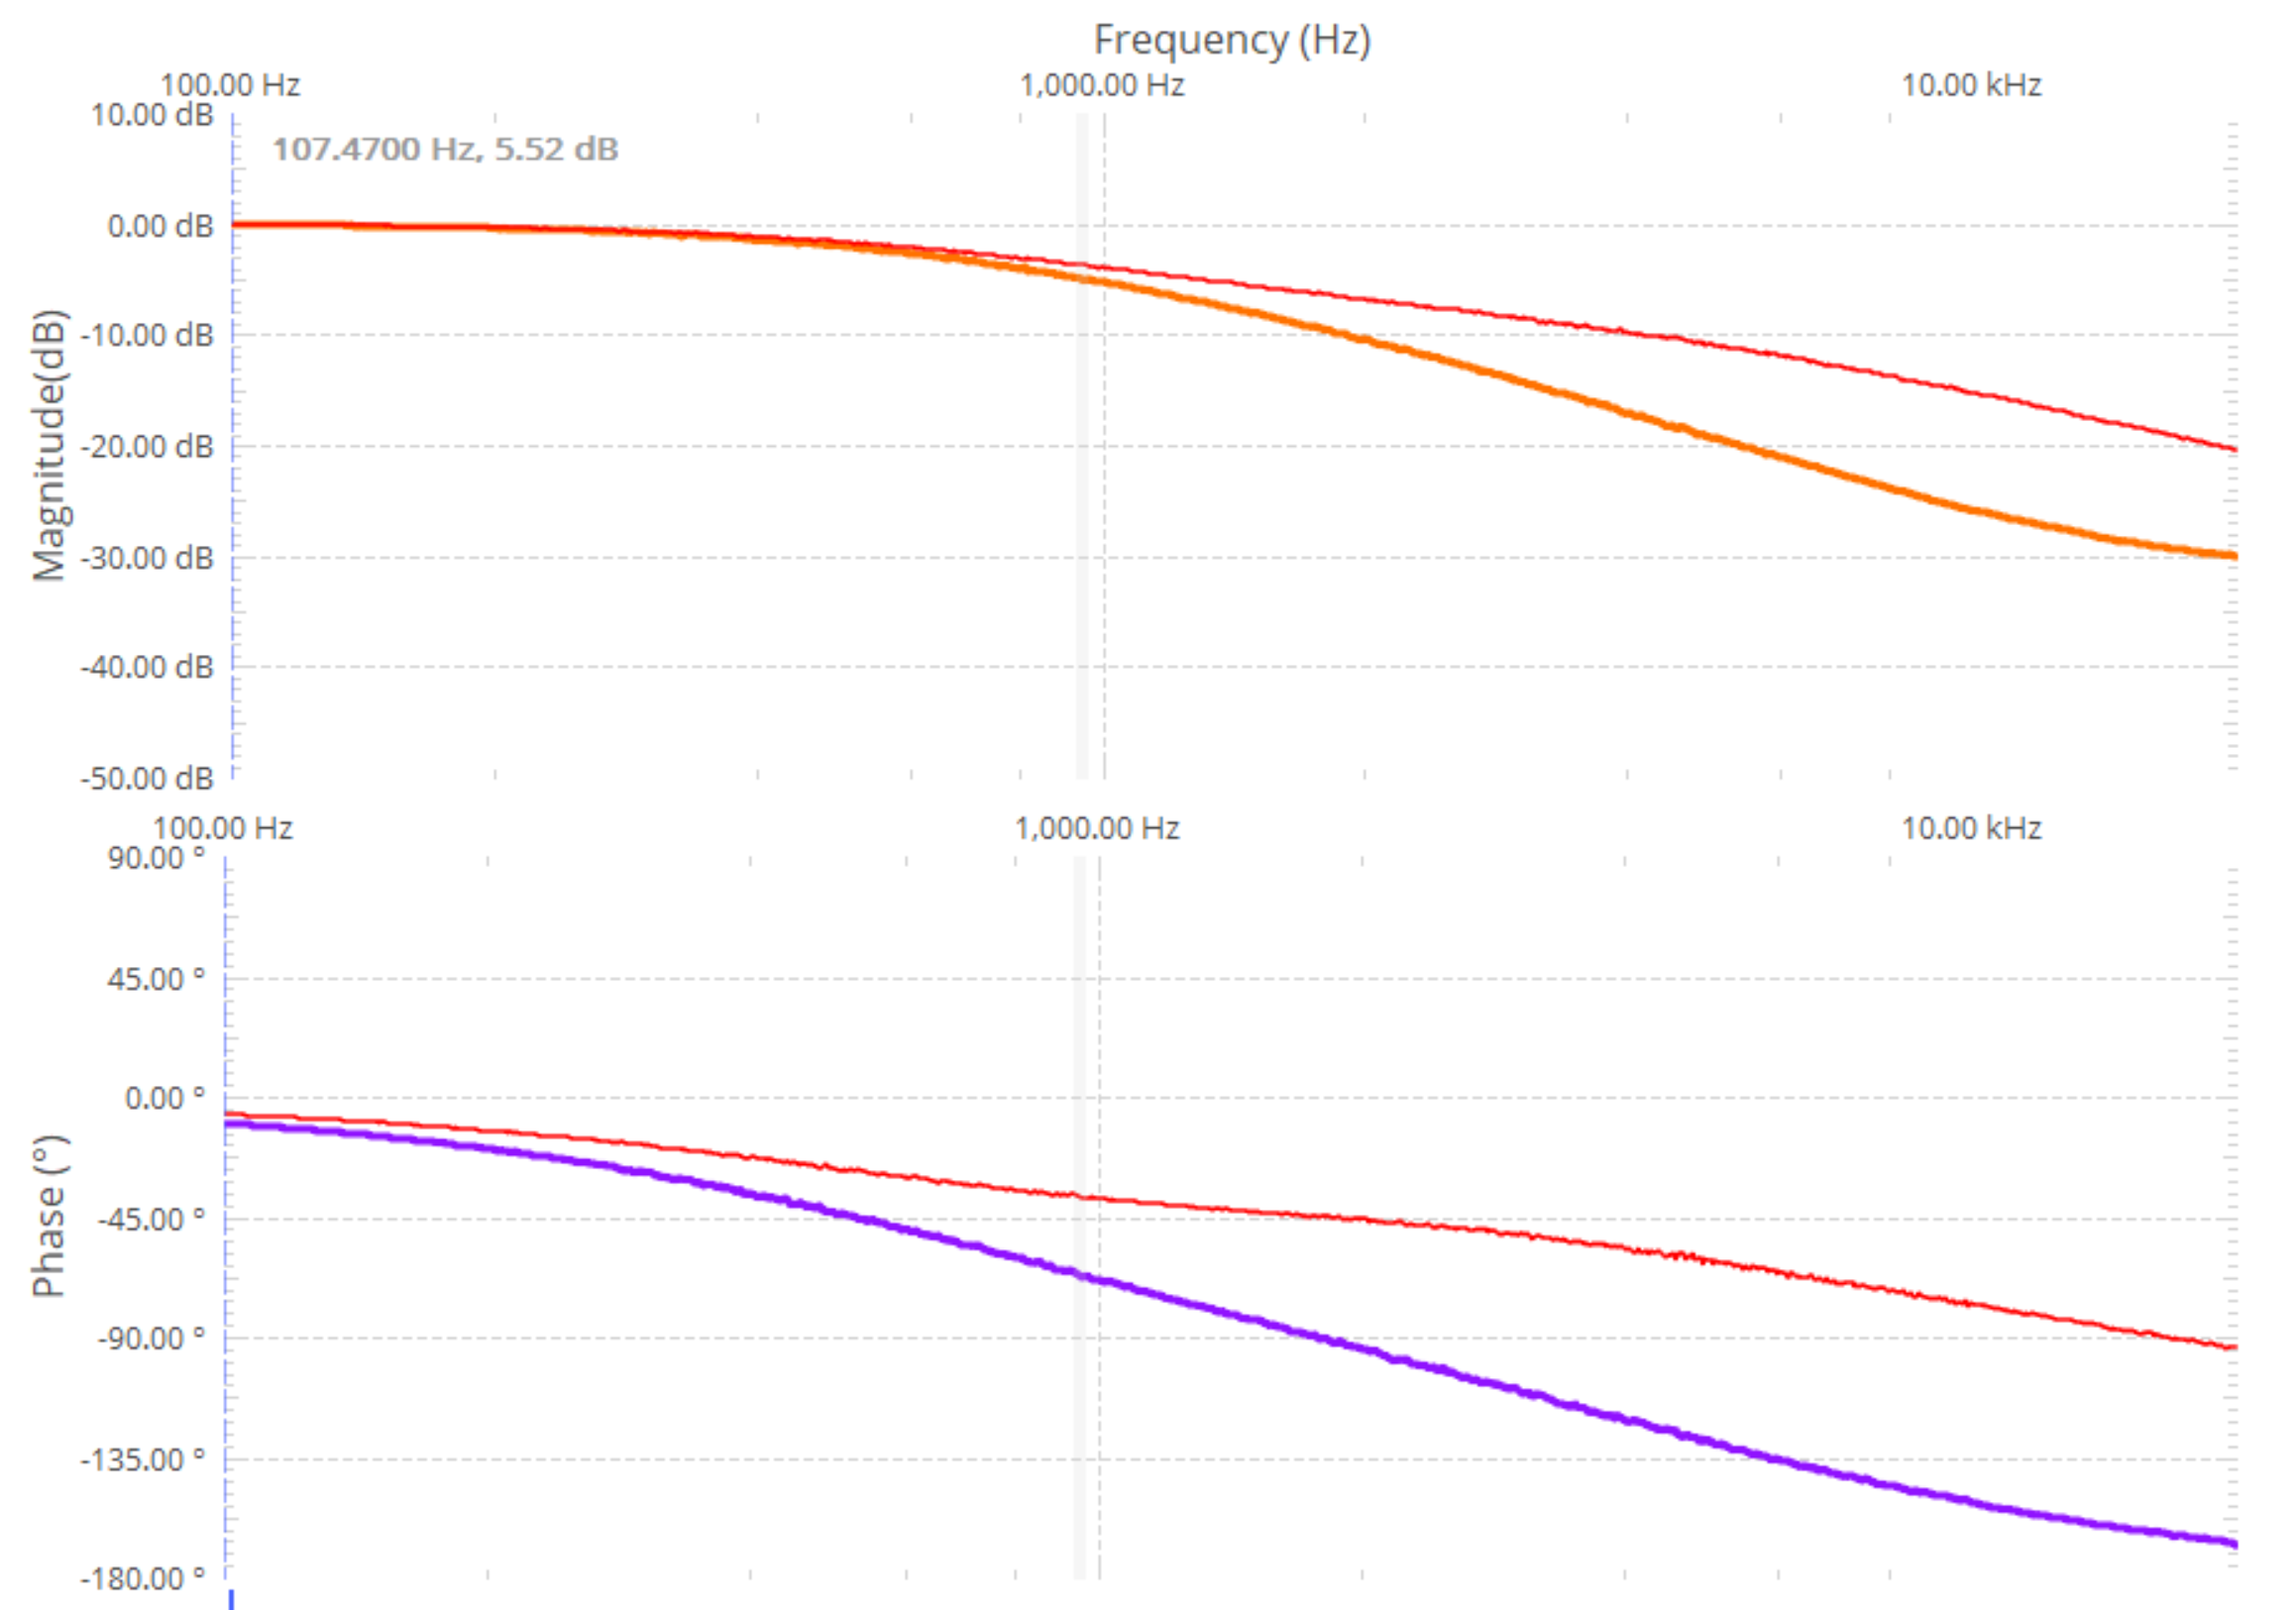 Frequency (Hz)
100.00 Hz 1,000.00 Hz 10.00 kHz
10.00 dB
107.4700 Hz, 5.52 dB
0.00 dB
-10.00 dB
-20.00 dB
-30.00 dB
-40.00 dB
-50.00 dB
Magnitude(dB)
100.00 Hz 1,000.00 Hz 10.00 kHz
90.00 °
45.00 °
0.00 °
-45.00 °
-90.00 °
-135.00 °
-180.00 °
Phase (°)